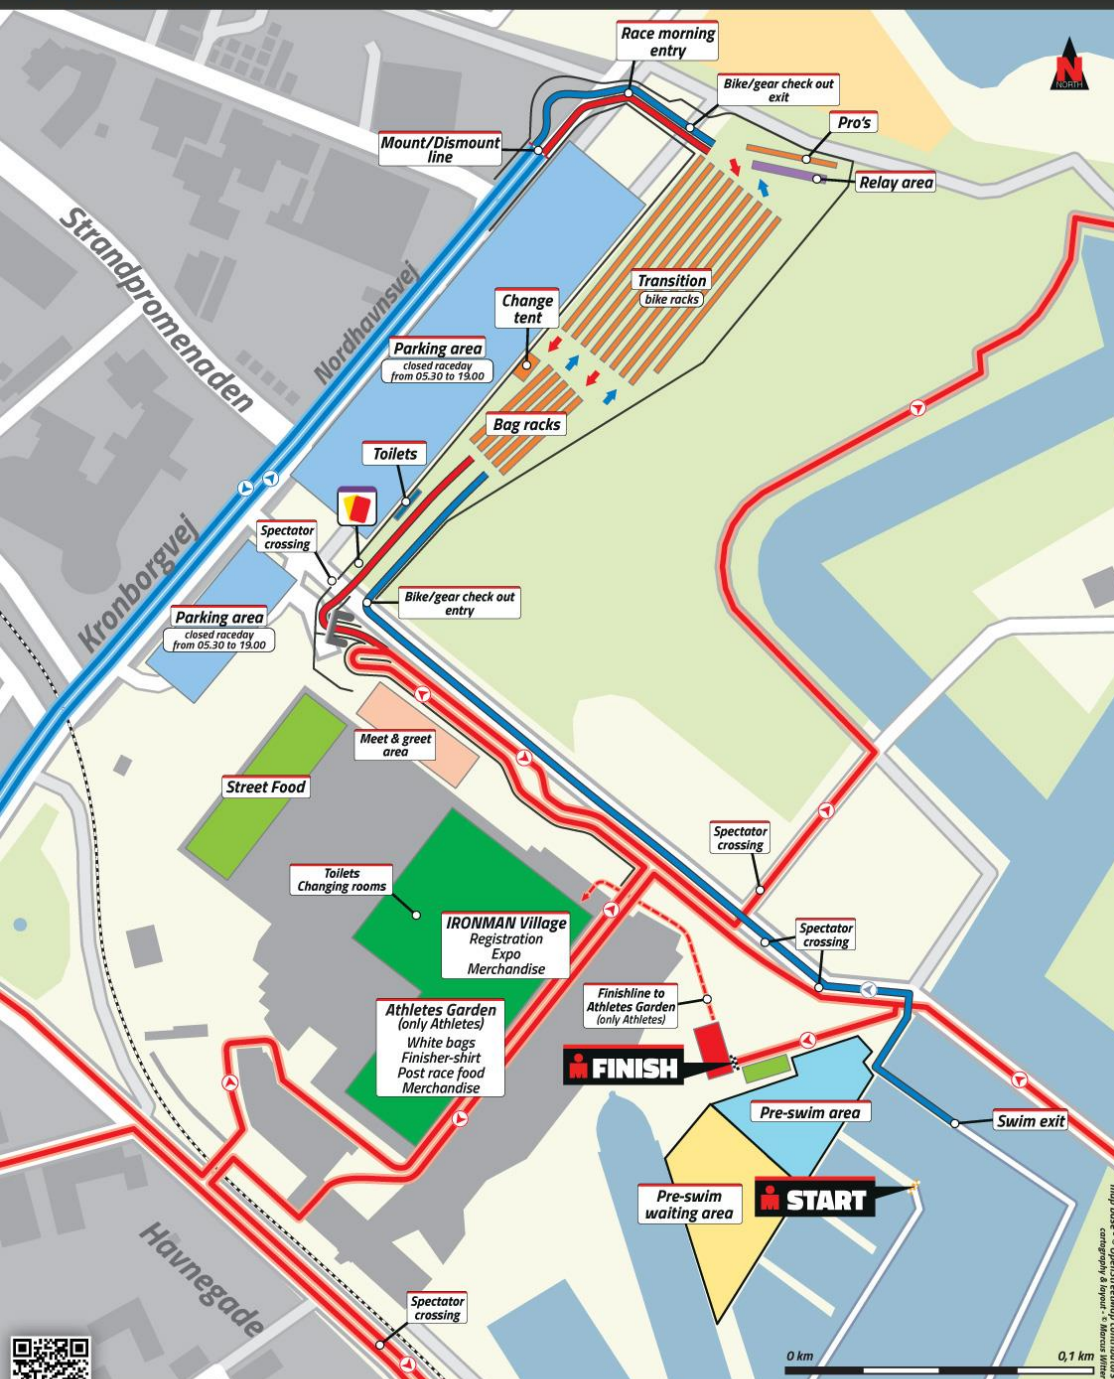 Race morning
entry
Bike/gear check out
exit
N
NORTH
Pro's
Mount/Dismount
line
Relay area
Strandpromenaden
Nordhavnsvej
Transition
bike racks
Change
tent
Parking area
closed raceday
from 05.30 to 19.00
Bag racks
Toilets
Spectator
crossing
Kronborgvej
Bike/gear check out
entry
Parking area
closed raceday
from 05.30 to 19.00
Meet & greet
area
Street Food
Spectator
crossing
Toilets
Changing rooms
IRONMAN Village
Registration
Expo
Merchandise
Spectator
crossing
Finishline to
Athletes Garden
(only Athletes)
Athletes Garden
(only Athletes)
White bags
Finisher-shirt
Post race food
Merchandise
FINISH
Pre-swim area
Swim exit
Pre-swim
waiting area
START
Havnegade
Spectator
crossing
0 km
0,1 km
cartography & layout - © Marcus Witter